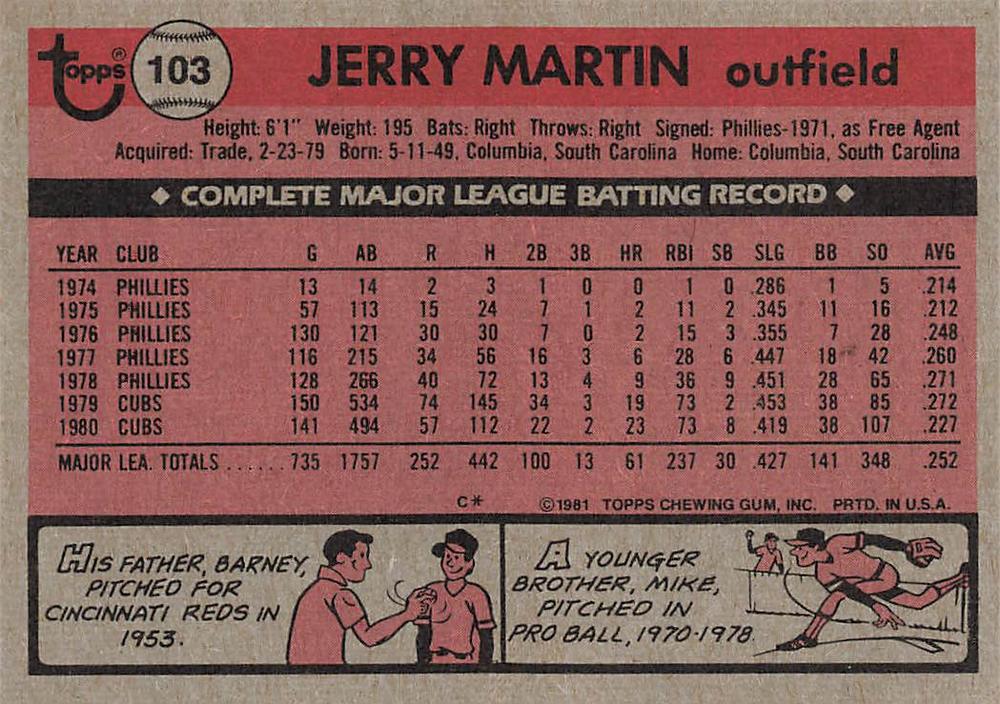 Topps® 103 JERRY MARTIN outfield
Height: 6'1" Weight: 195 Bats: Right Throws: Right Signed: Phillies-1971, as Free Agent
Acquired: Trade, 2-23-79 Born: 5-11-49, Columbia, South Carolina Home: Columbia, South Carolina
◆ COMPLETE MAJOR LEAGUE BATTING RECORD ◆
YEAR CLUB G AB R H 2B 3B HR RBI SB SLG BB SO AVG
1974 PHILLIES 13 14 2 3 1 0 0 1 0 .286 1 5 .214
1975 PHILLIES 57 113 15 24 7 1 2 11 2 .345 11 16 .212
1976 PHILLIES 130 121 30 30 7 0 2 15 3 .355 7 28 .248
1977 PHILLIES 116 215 34 56 16 3 6 28 6 .447 18 42 .260
1978 PHILLIES 128 266 40 72 13 4 9 36 9 .451 28 65 .271
1979 CUBS 150 534 74 145 34 3 19 73 2 .453 38 85 .272
1980 CUBS 141 494 57 112 22 2 23 73 8 .419 38 107 .227
MAJOR LEA. TOTALS ...... 735 1757 252 442 100 13 61 237 30 .427 141 348 .252
C* ©1981 TOPPS CHEWING GUM, INC. PRTD. IN U.S.A.
HIS FATHER, BARNEY,
PITCHED FOR
CINCINNATI REDS IN
1953.
A YOUNGER
BROTHER, MIKE,
PITCHED IN
PRO BALL, 1970-1978.